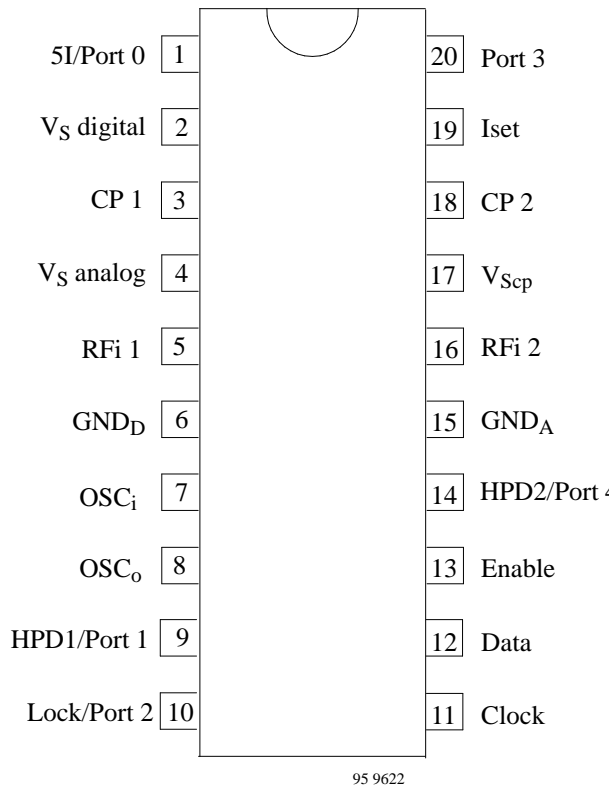 5I/Port 0 1 20 Port 3
VS digital 2 19 Iset
CP 1 3 18 CP 2
VS analog 4 17 VScp
RFi 1 5 16 RFi 2
GNDD 6 15 GNDA
OSCi 7 14 HPD2/Port 4
OSCo 8 13 Enable
HPD1/Port 1 9 12 Data
Lock/Port 2 10 11 Clock
95 9622